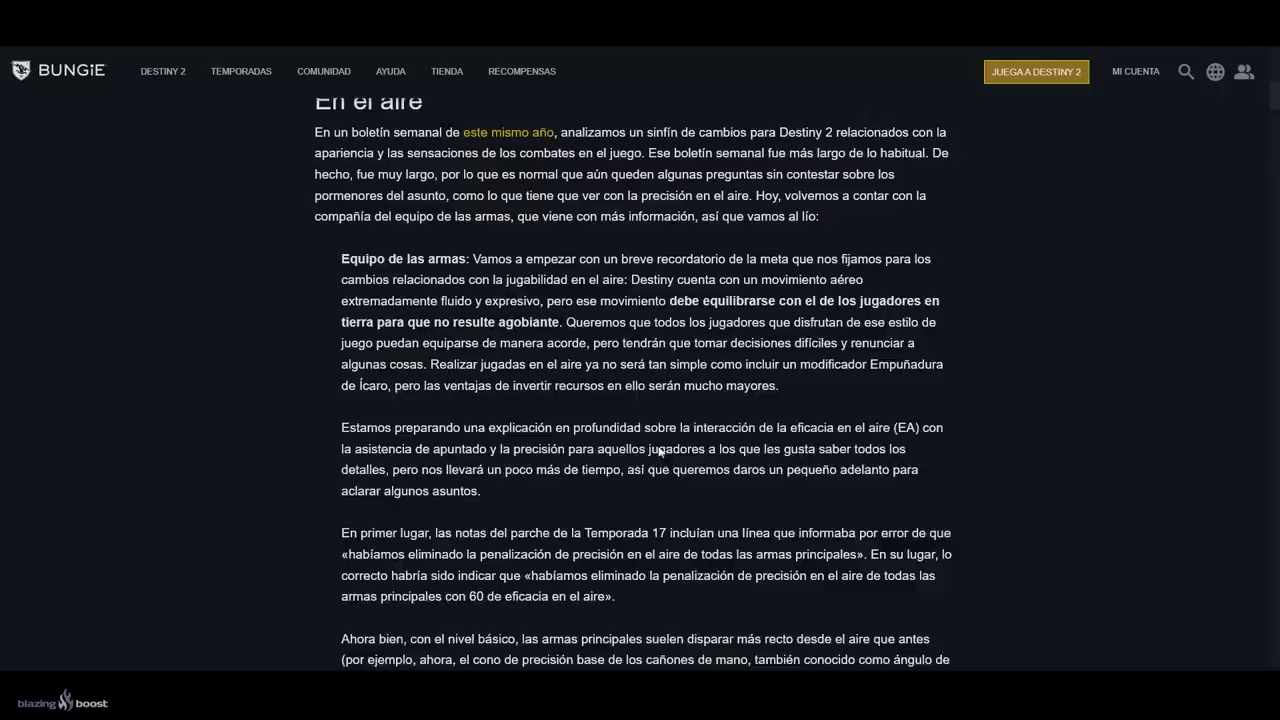 BUNGiE
DESTINY 2
TEMPORADAS
COMUNIDAD
AYUDA
TIENDA
RECOMPENSAS
JUEGA A DESTINY 2
MI CUENTA
En el aire
En un boletín semanal de este mismo año, analizamos un sinfín de cambios para Destiny 2 relacionados con la
apariencia y las sensaciones de los combates en el juego. Ese boletín semanal fue más largo de lo habitual. De
hecho, fue muy largo, por lo que es normal que aún queden algunas preguntas sin contestar sobre los
pormenores del asunto, como lo que tiene que ver con la precisión en el aire. Hoy, volvemos a contar con la
compañía del equipo de las armas, que viene con más información, así que vamos al lío:
Equipo de las armas: Vamos a empezar con un breve recordatorio de la meta que nos fijamos para los
cambios relacionados con la jugabilidad en el aire: Destiny cuenta con un movimiento aéreo
extremadamente fluido y expresivo, pero ese movimiento debe equilibrarse con el de los jugadores en
tierra para que no resulte agobiante. Queremos que todos los jugadores que disfrutan de ese estilo de
juego puedan equiparse de manera acorde, pero tendrán que tomar decisiones difíciles y renunciar a
algunas cosas. Realizar jugadas en el aire ya no será tan simple como incluir un modificador Empuñadura
de Ícaro, pero las ventajas de invertir recursos en ello serán mucho mayores.
Estamos preparando una explicación en profundidad sobre la interacción de la eficacia en el aire (EA) con
la asistencia de apuntado y la precisión para aquellos jugadores a los que les gusta saber todos los
detalles, pero nos llevará un poco más de tiempo, así que queremos daros un pequeño adelanto para
aclarar algunos asuntos.
En primer lugar, las notas del parche de la Temporada 17 incluían una línea que informaba por error de que
«habíamos eliminado la penalización de precisión en el aire de todas las armas principales». En su lugar, lo
correcto habría sido indicar que «habíamos eliminado la penalización de precisión en el aire de todas las
armas principales con 60 de eficacia en el aire».
Ahora bien, con el nivel básico, las armas principales suelen disparar más recto desde el aire que antes
(por ejemplo, ahora, el cono de precisión base de los cañones de mano, también conocido como ángulo de
blazing boost